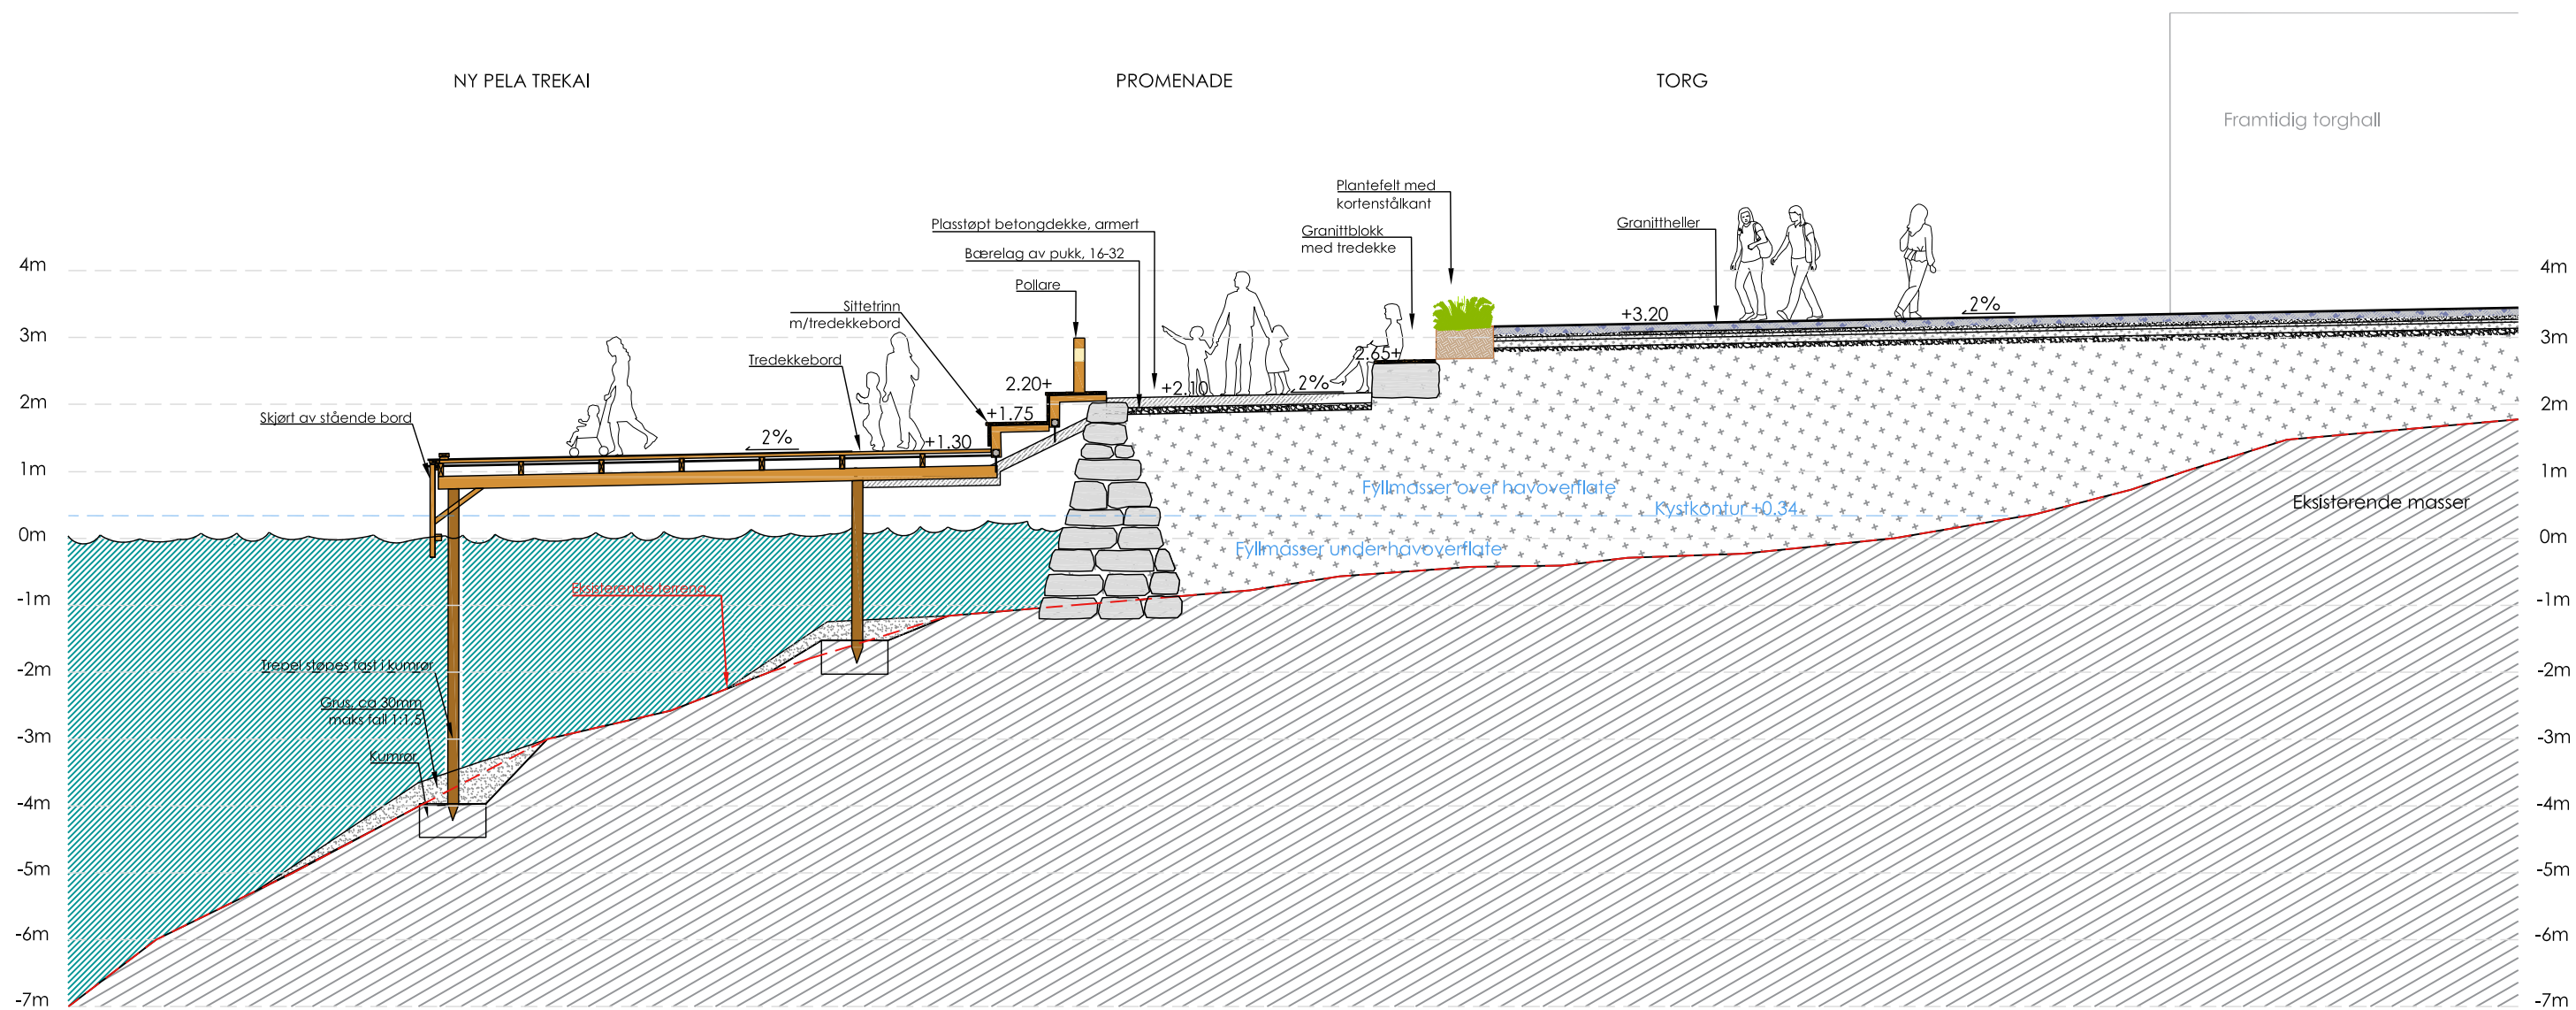 NY PELA TREKAI
PROMENADE
TORG
Framtidig torghall
Plantefelt med
kortenstålkant
Plasstøpt betongdekke, armert
Granittblokk
med tredekke
Granittheller
Bærelag av pukk, 16-32
Pollare
Sittetrinn
m/tredekkebord
Tredekkebord
Skjørt av stående bord
+3.20
2%
2.65+
2%
+2.10
2.20+
+1.75
+1.30
2%
Fyllmasser over havoverflate
Kystkontur +0.34
Fyllmasser under havoverflate
Eksisterende masser
Eksisterende terreng
Trepel støpes fast i kumrør
Grus, ca 30mm
maks fall 1:1,5
Kumrør
4m
3m
2m
1m
0m
-1m
-2m
-3m
-4m
-5m
-6m
-7m
4m
3m
2m
1m
0m
-1m
-2m
-3m
-4m
-5m
-6m
-7m